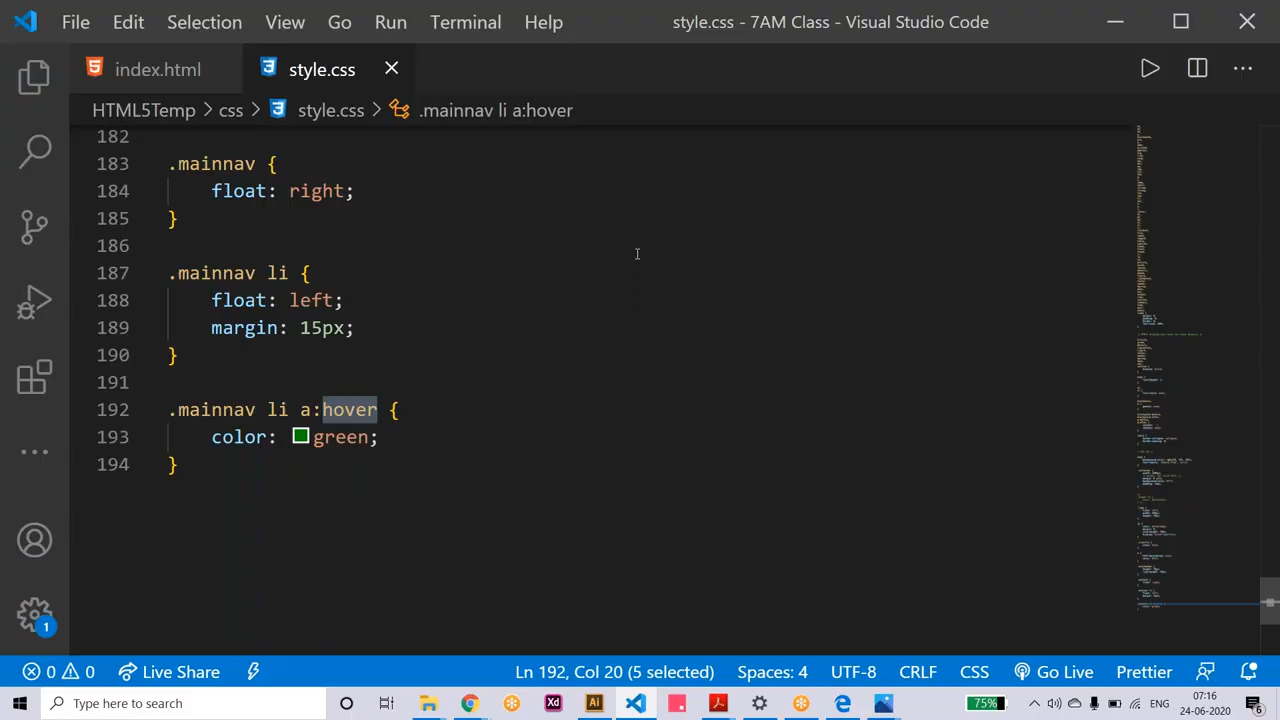 File Edit Selection View Go Run Terminal Help style.css - 7AM Class - Visual Studio Code
index.html style.css
HTML5Temp > css > style.css > .mainnav li a:hover
182
183 .mainnav {
184 float: right;
185 }
186
187 .mainnav li {
188 float: left;
189 margin: 15px;
190 }
191
192 .mainnav li a:hover {
193 color: green;
194 }
1
0 0 Live Share Ln 192, Col 20 (5 selected) Spaces: 4 UTF-8 CRLF CSS Go Live Prettier
Type here to search Xd Ai 75% 07:16
24-06-2020 6